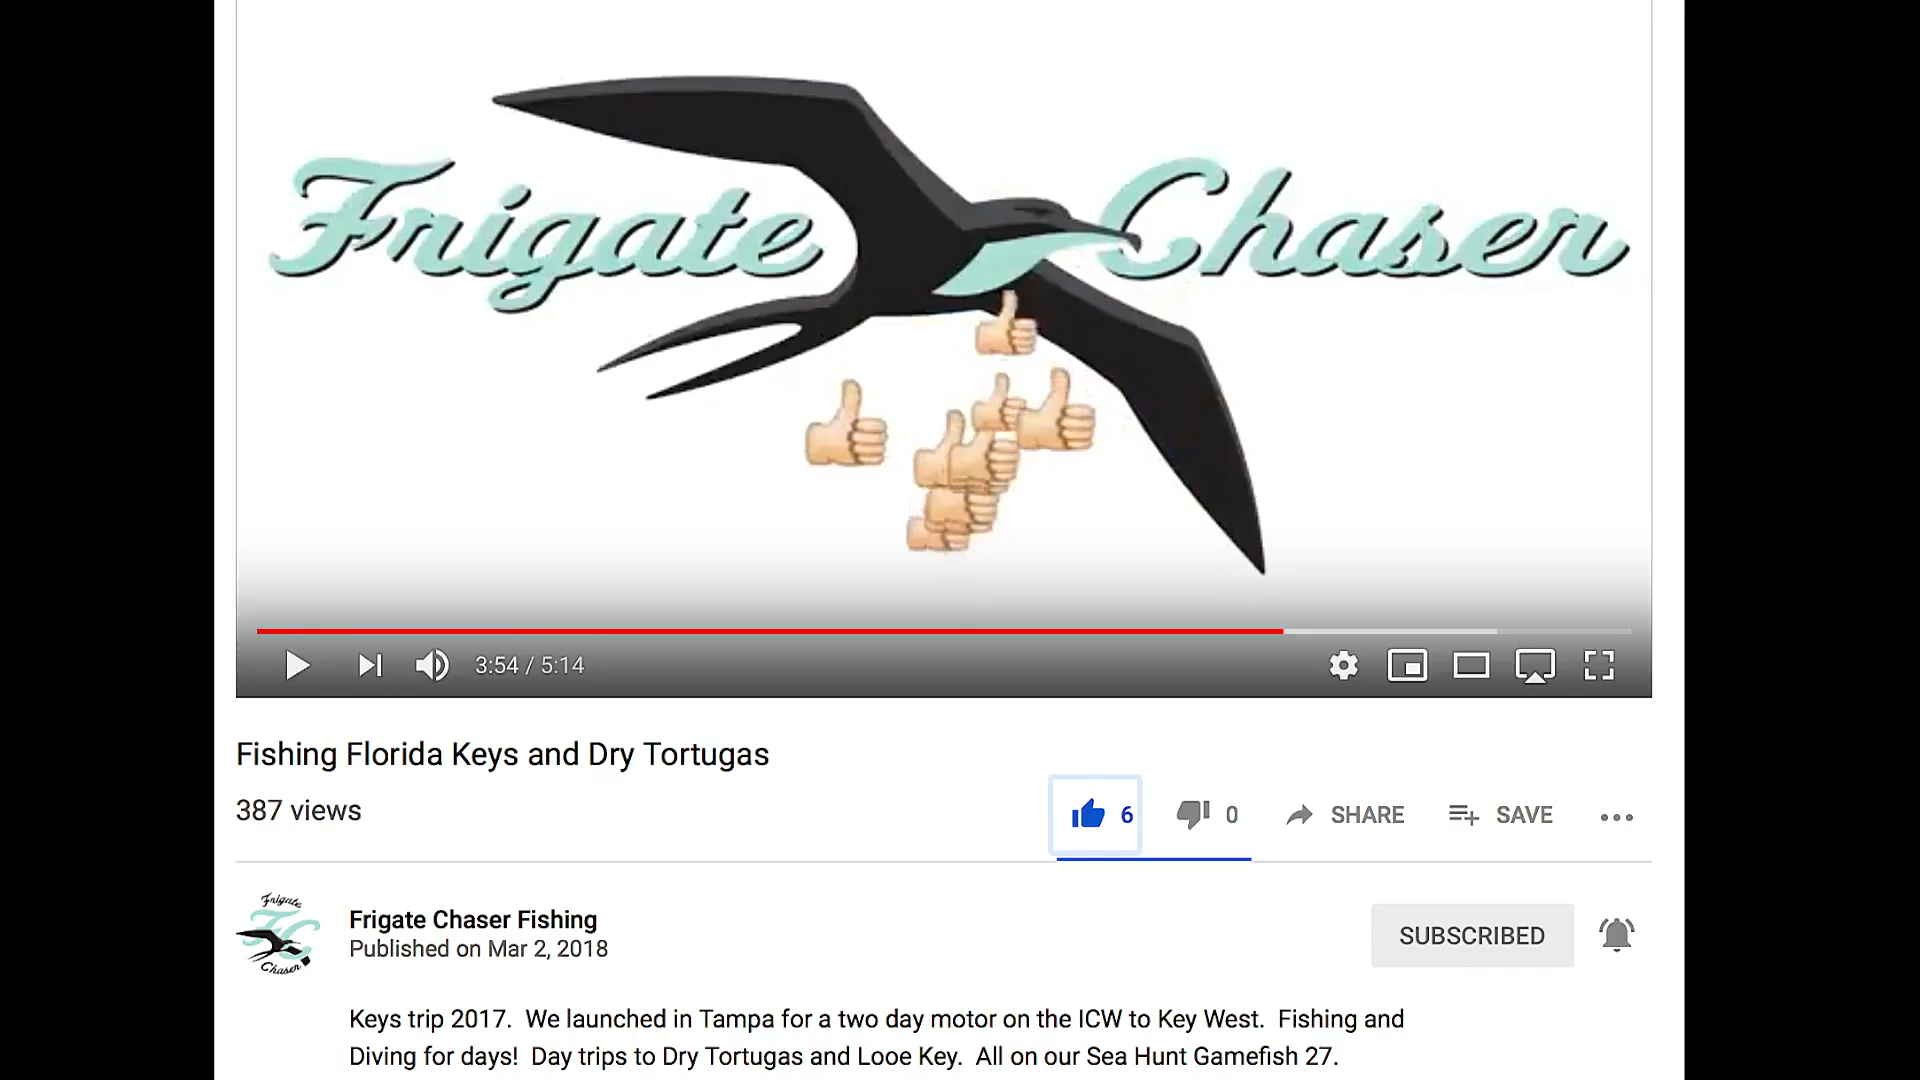 Frigate Chaser
3:54 / 5:14
Fishing Florida Keys and Dry Tortugas
387 views
6
0
SHARE
SAVE
Frigate
FC
Chaser
Frigate Chaser Fishing
Published on Mar 2, 2018
SUBSCRIBED
Keys trip 2017.  We launched in Tampa for a two day motor on the ICW to Key West.  Fishing and
Diving for days!  Day trips to Dry Tortugas and Looe Key.  All on our Sea Hunt Gamefish 27.